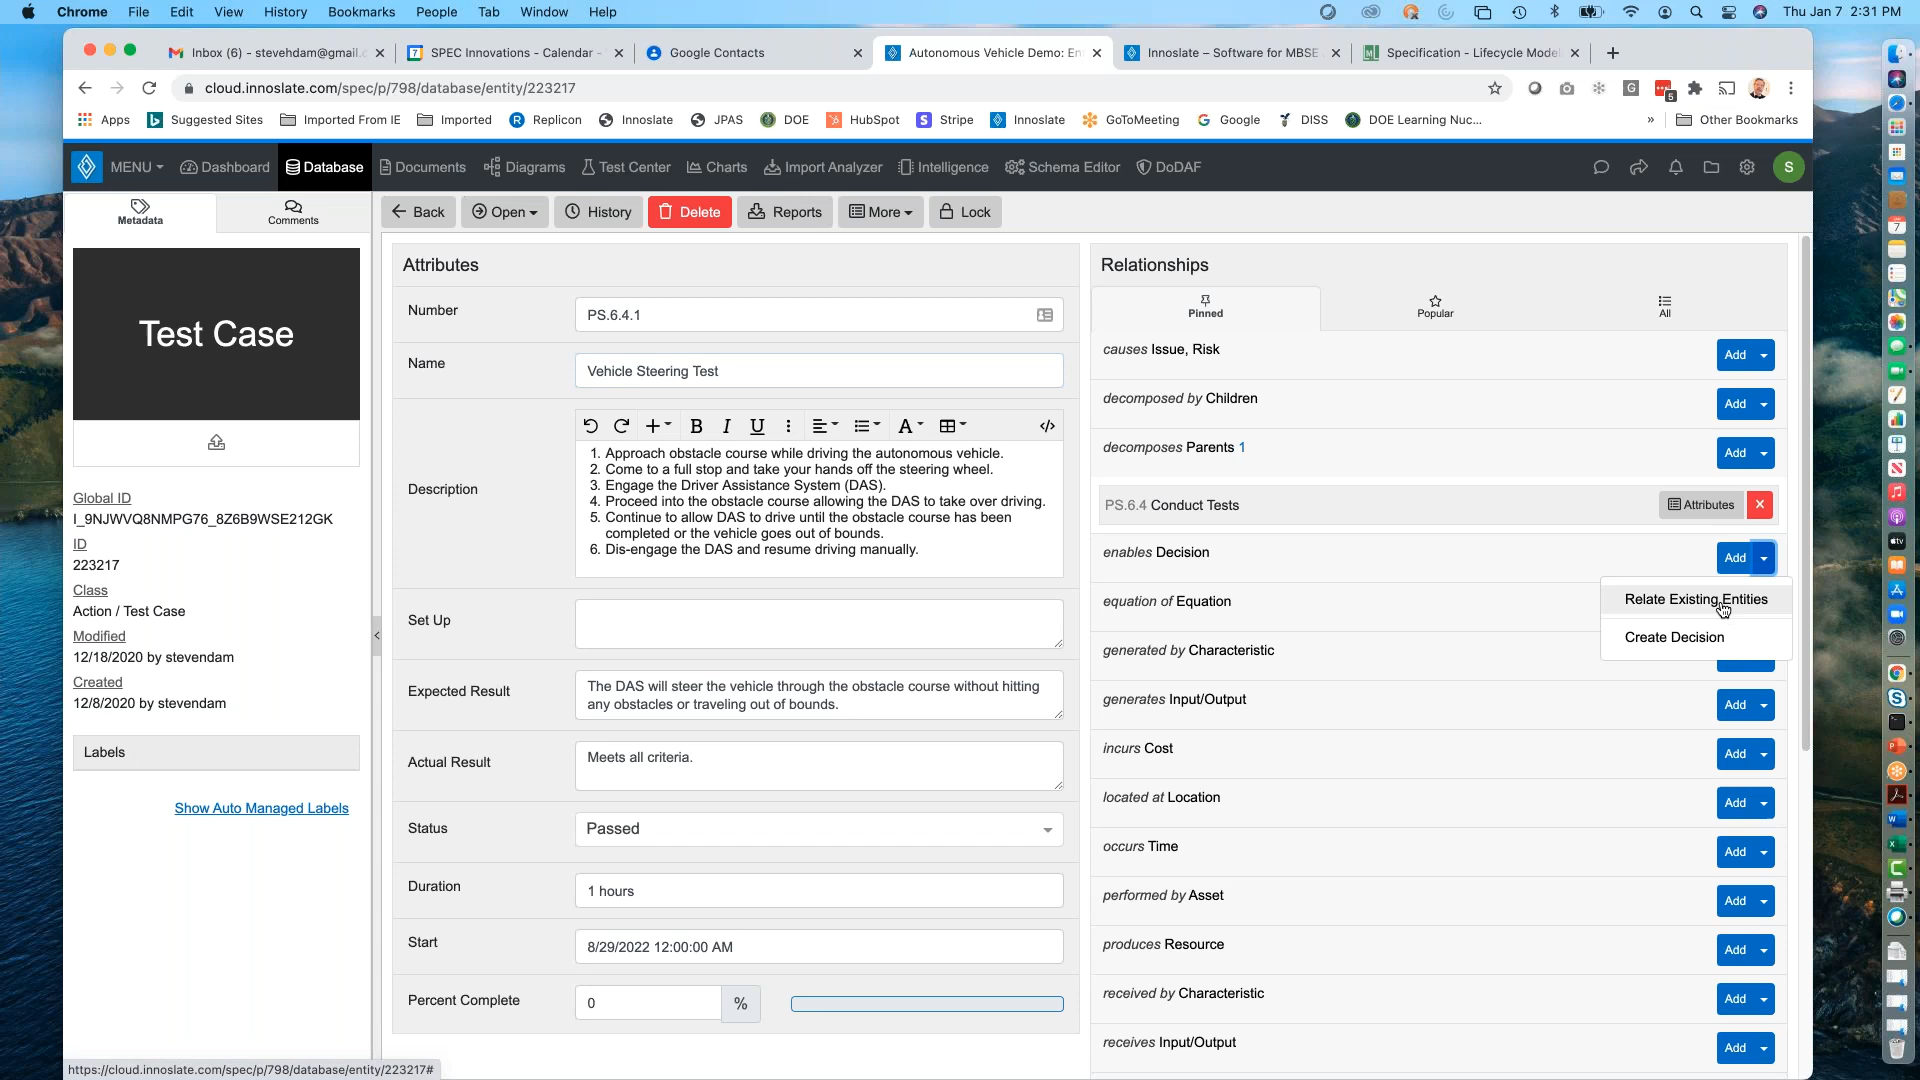 Chrome File Edit View History Bookmarks People Tab Window Help Thu Jan 7 2:31 PM
Inbox (6) - stevehdam@gmail.c SPEC Innovations - Calendar - Google Contacts Autonomous Vehicle Demo: En Innoslate – Software for MBSE Specification - Lifecycle Model
cloud.innoslate.com/spec/p/798/database/entity/223217
Apps Suggested Sites Imported From IE Imported Replicon Innoslate JPAS DOE HubSpot Stripe Innoslate GoToMeeting Google DISS DOE Learning Nuc... » Other Bookmarks
MENU Dashboard Database Documents Diagrams Test Center Charts Import Analyzer Intelligence Schema Editor DoDAF S
Metadata Comments
Back Open History Delete Reports More Lock
Test Case
Global ID
I_9NJWVQ8NMPG76_8Z6B9WSE212GK
ID
223217
Class
Action / Test Case
Modified
12/18/2020 by stevendam
Created
12/8/2020 by stevendam
Labels
Show Auto Managed Labels
Attributes
Number PS.6.4.1
Name Vehicle Steering Test
Description
1. Approach obstacle course while driving the autonomous vehicle.
2. Come to a full stop and take your hands off the steering wheel.
3. Engage the Driver Assistance System (DAS).
4. Proceed into the obstacle course allowing the DAS to take over driving.
5. Continue to allow DAS to drive until the obstacle course has been
completed or the vehicle goes out of bounds.
6. Dis-engage the DAS and resume driving manually.
Set Up
Expected Result The DAS will steer the vehicle through the obstacle course without hitting
any obstacles or traveling out of bounds.
Actual Result Meets all criteria.
Status Passed
Duration 1 hours
Start 8/29/2022 12:00:00 AM
Percent Complete 0 %
Relationships
Pinned Popular All
causes Issue, Risk Add
decomposed by Children Add
decomposes Parents 1 Add
PS.6.4 Conduct Tests Attributes
enables Decision Add
Relate Existing Entities
Create Decision
equation of Equation
generated by Characteristic
generates Input/Output Add
incurs Cost Add
located at Location Add
occurs Time Add
performed by Asset Add
produces Resource Add
received by Characteristic Add
receives Input/Output Add
https://cloud.innoslate.com/spec/p/798/database/entity/223217#